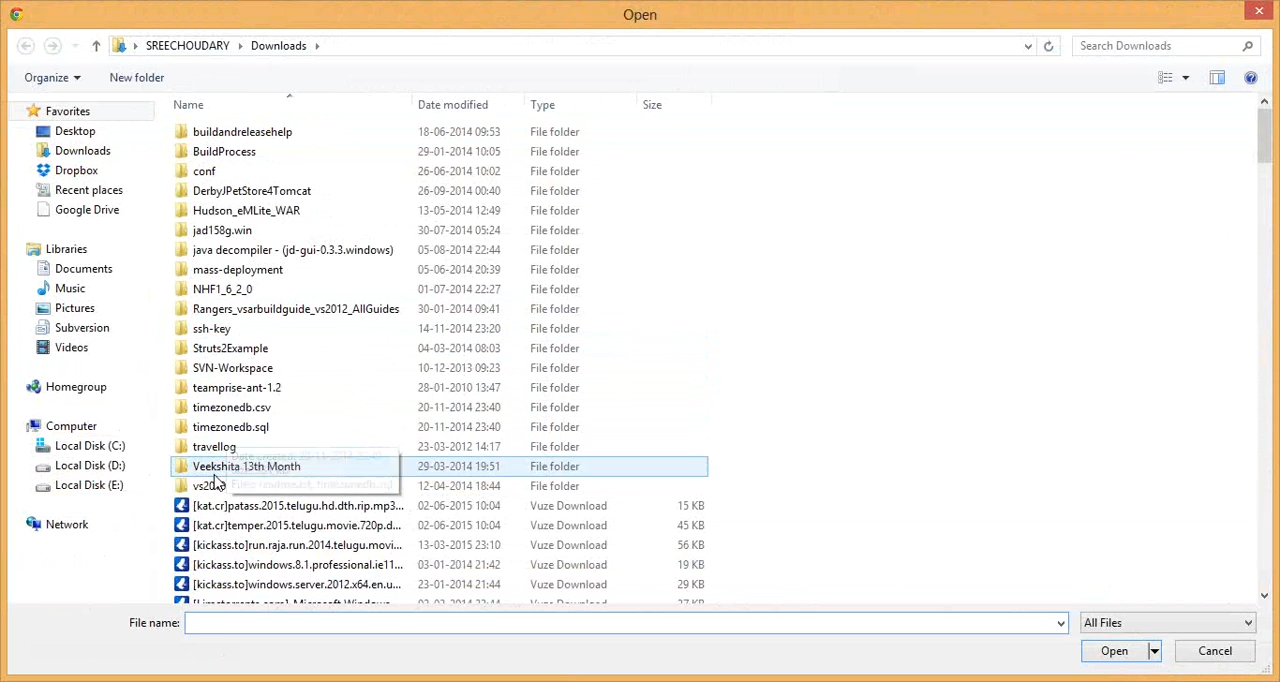 Open
SREECHOUDARY Downloads
Search Downloads
Organize
New folder
Name
Date modified
Type
Size
Favorites
Desktop
Downloads
Dropbox
Recent places
Google Drive
Libraries
Documents
Music
Pictures
Subversion
Videos
Homegroup
Computer
Local Disk (C:)
Local Disk (D:)
Local Disk (E:)
Network
buildandreleasehelp 18-06-2014 09:53 File folder
BuildProcess 29-01-2014 10:05 File folder
conf 26-06-2014 10:02 File folder
DerbyJPetStore4Tomcat 26-09-2014 00:40 File folder
Hudson_eMLite_WAR 13-05-2014 12:49 File folder
jad158g.win 30-07-2014 05:24 File folder
java decompiler - (jd-gui-0.3.3.windows) 05-08-2014 22:44 File folder
mass-deployment 05-06-2014 20:39 File folder
NHF1_6_2_0 01-07-2014 22:27 File folder
Rangers_vsarbuildguide_vs2012_AllGuides 30-01-2014 09:41 File folder
ssh-key 14-11-2014 23:20 File folder
Struts2Example 04-03-2014 08:03 File folder
SVN-Workspace 10-12-2013 09:23 File folder
teamprise-ant-1.2 28-01-2010 13:47 File folder
timezonedb.csv 20-11-2014 23:40 File folder
timezonedb.sql 20-11-2014 23:40 File folder
travellog 23-03-2012 14:17 File folder
Veekshita 13th Month 29-03-2014 19:51 File folder
12-04-2014 18:44 File folder
[kat.cr]patass.2015.telugu.hd.dth.rip.mp3... 02-06-2015 10:04 Vuze Download 15 KB
[kat.cr]temper.2015.telugu.movie.720p.d... 02-06-2015 10:04 Vuze Download 45 KB
[kickass.to]run.raja.run.2014.telugu.movi... 13-03-2015 23:10 Vuze Download 56 KB
[kickass.to]windows.8.1.professional.ie11... 03-01-2014 21:42 Vuze Download 19 KB
[kickass.to]windows.server.2012.x64.en.u... 23-01-2014 21:44 Vuze Download 29 KB
File name:
All Files
Open
Cancel